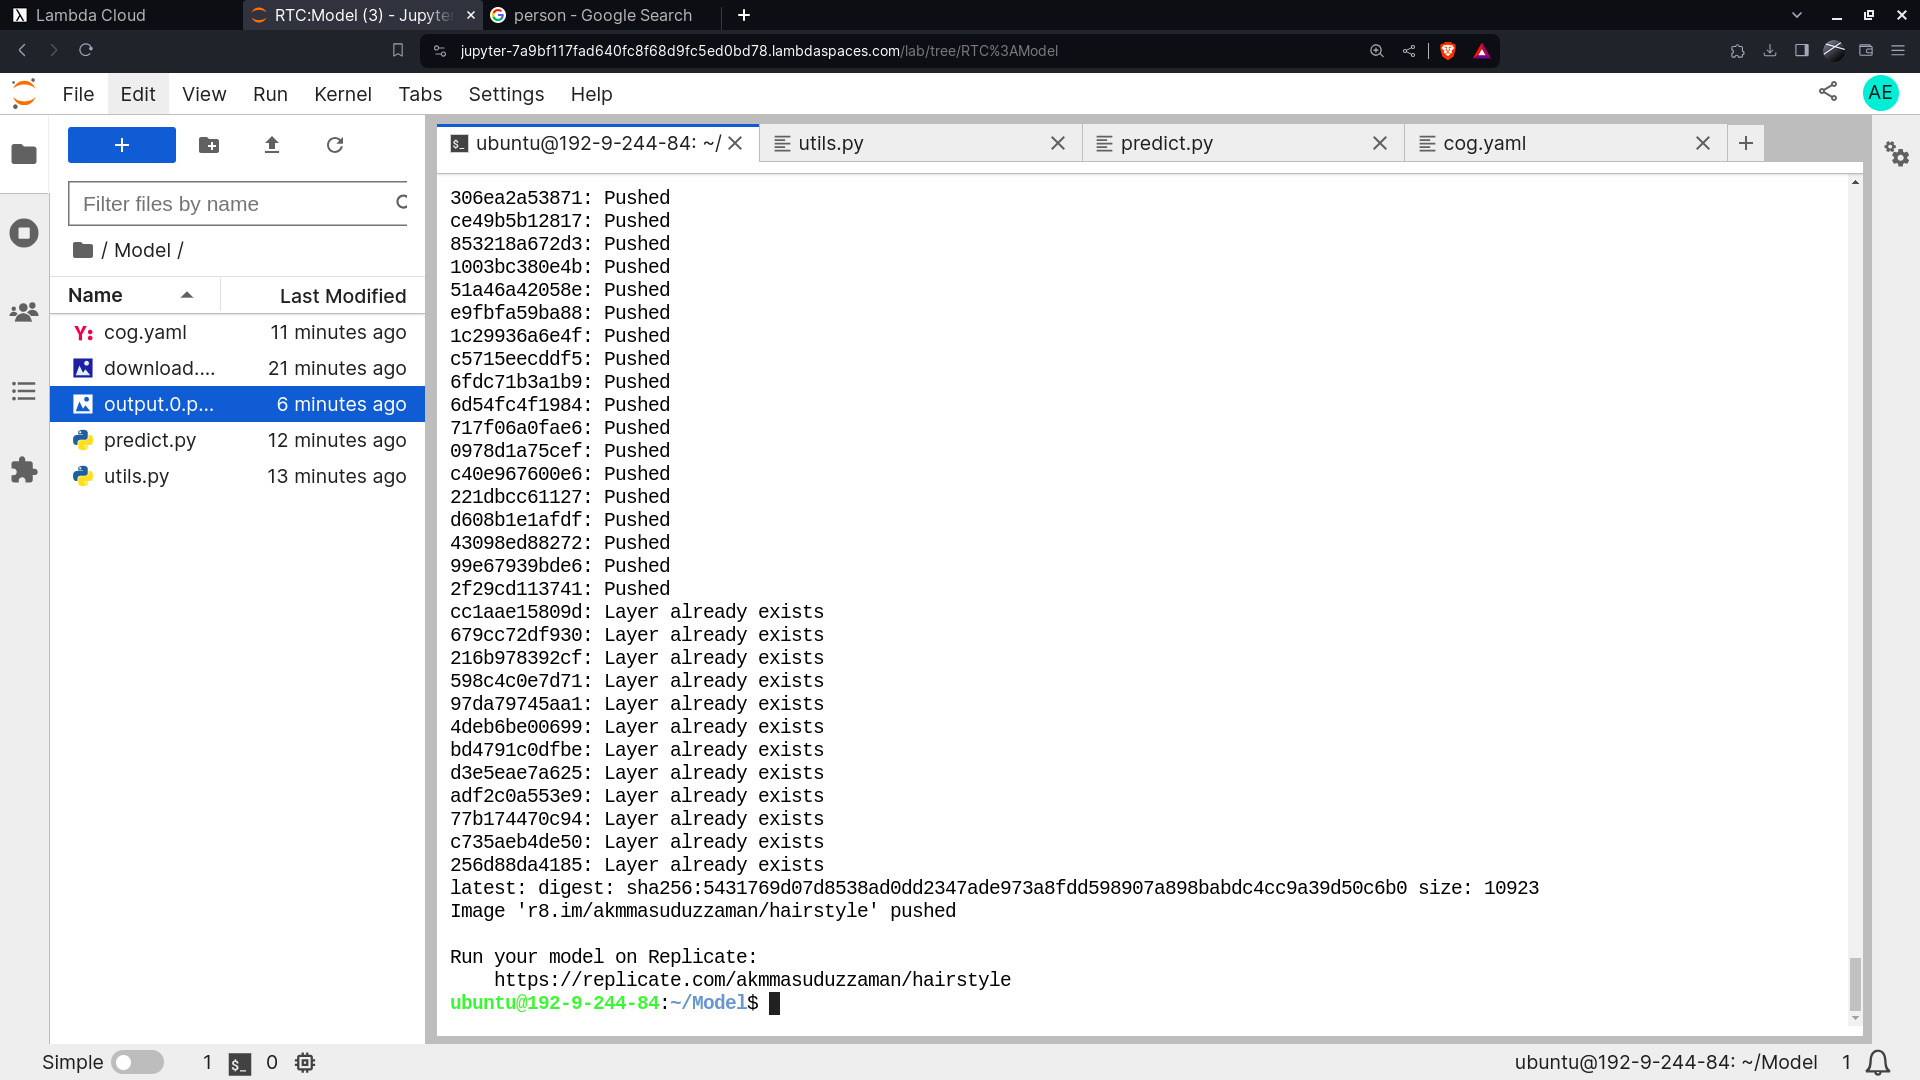 Lambda Cloud
RTC:Model (3) - Jupyter
person - Google Search
jupyter-7a9bf117fad640fc8f68d9fc5ed0bd78.lambdaspaces.com/lab/tree/RTC%3AModel
File Edit View Run Kernel Tabs Settings Help
AE
Filter files by name
/ Model /
Name Last Modified
cog.yaml 11 minutes ago
download.... 21 minutes ago
output.0.p... 6 minutes ago
predict.py 12 minutes ago
utils.py 13 minutes ago
ubuntu@192-9-244-84: ~/
utils.py
predict.py
cog.yaml
306ea2a53871: Pushed
ce49b5b12817: Pushed
853218a672d3: Pushed
1003bc380e4b: Pushed
51a46a42058e: Pushed
e9fbfa59ba88: Pushed
1c29936a6e4f: Pushed
c5715eecddf5: Pushed
6fdc71b3a1b9: Pushed
6d54fc4f1984: Pushed
717f06a0fae6: Pushed
0978d1a75cef: Pushed
c40e967600e6: Pushed
221dbcc61127: Pushed
d608b1e1afdf: Pushed
43098ed88272: Pushed
99e67939bde6: Pushed
2f29cd113741: Pushed
cc1aae15809d: Layer already exists
679cc72df930: Layer already exists
216b978392cf: Layer already exists
598c4c0e7d71: Layer already exists
97da79745aa1: Layer already exists
4deb6be00699: Layer already exists
bd4791c0dfbe: Layer already exists
d3e5eae7a625: Layer already exists
adf2c0a553e9: Layer already exists
77b174470c94: Layer already exists
c735aeb4de50: Layer already exists
256d88da4185: Layer already exists
latest: digest: sha256:5431769d07d8538ad0dd2347ade973a8fdd598907a898babdc4cc9a39d50c6b0 size: 10923
Image 'r8.im/akmmasuduzzaman/hairstyle' pushed
Run your model on Replicate:
https://replicate.com/akmmasuduzzaman/hairstyle
ubuntu@192-9-244-84:~/Model$
Simple 1 $_ 0
ubuntu@192-9-244-84: ~/Model 1